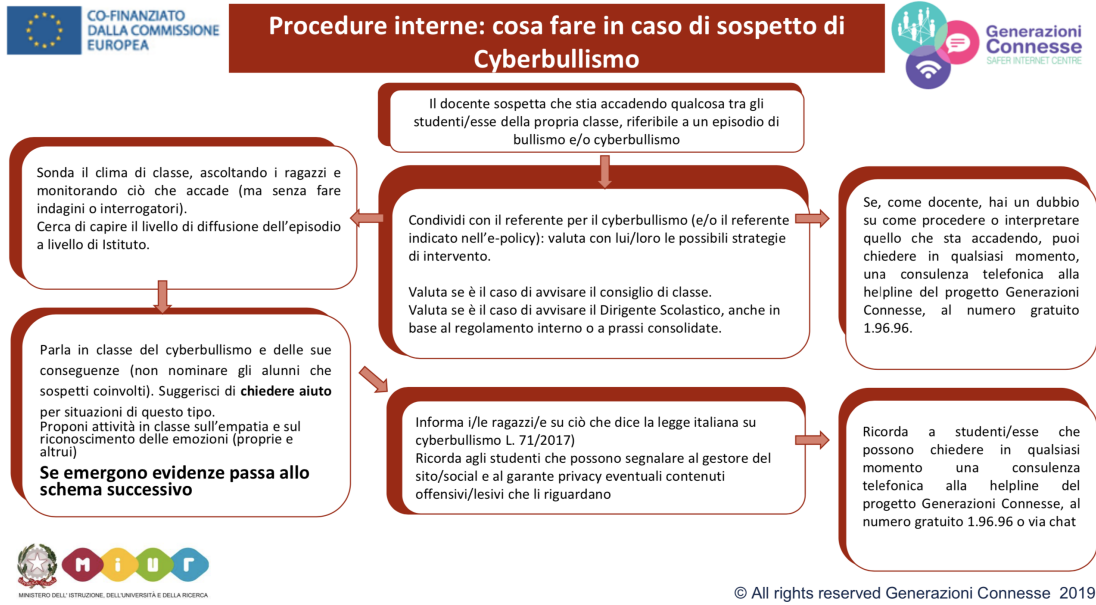 CO-FINANZIATO
DALLA COMMISSIONE
EUROPEA
Procedure interne: cosa fare in caso di sospetto di
Cyberbullismo
Generazioni
Connesse
SAFER INTERNET CENTRE
Il docente sospetta che stia accadendo qualcosa tra gli
studenti/esse della propria classe, riferibile a un episodio di
bullismo e/o cyberbullismo
Sonda il clima di classe, ascoltando i ragazzi e
monitorando ciò che accade (ma senza fare
indagini o interrogatori).
Cerca di capire il livello di diffusione dell'episodio
a livello di Istituto.
Condividi con il referente per il cyberbullismo (e/o il referente
indicato nell'e-policy): valuta con lui/loro le possibili strategie
di intervento.
Valuta se è il caso di avvisare il consiglio di classe.
Valuta se è il caso di avvisare il Dirigente Scolastico, anche in
base al regolamento interno o a prassi consolidate.
Se, come docente, hai un dubbio
su come procedere o interpretare
quello che sta accadendo, puoi
chiedere in qualsiasi momento,
una consulenza telefonica alla
helpline del progetto Generazioni
Connesse, al numero gratuito
1.96.96.
Parla in classe del cyberbullismo e delle sue
conseguenze (non nominare gli alunni che
sospetti coinvolti). Suggerisci di chiedere aiuto
per situazioni di questo tipo.
Proponi attività in classe sull'empatia e sul
riconoscimento delle emozioni (proprie e
altrui)
Se emergono evidenze passa allo
schema successivo
Informa i/le ragazzi/e su ciò che dice la legge italiana su
cyberbullismo L. 71/2017)
Ricorda agli studenti che possono segnalare al gestore del
sito/social e al garante privacy eventuali contenuti
offensivi/lesivi che li riguardano
Ricorda a studenti/esse che
possono chiedere in qualsiasi
momento una consulenza
telefonica alla helpline del
progetto Generazioni Connesse, al
numero gratuito 1.96.96 o via chat
miur
MINISTERO DELL' ISTRUZIONE, DELL'UNIVERSITÀ E DELLA RICERCA
© All rights reserved Generazioni Connesse 2019